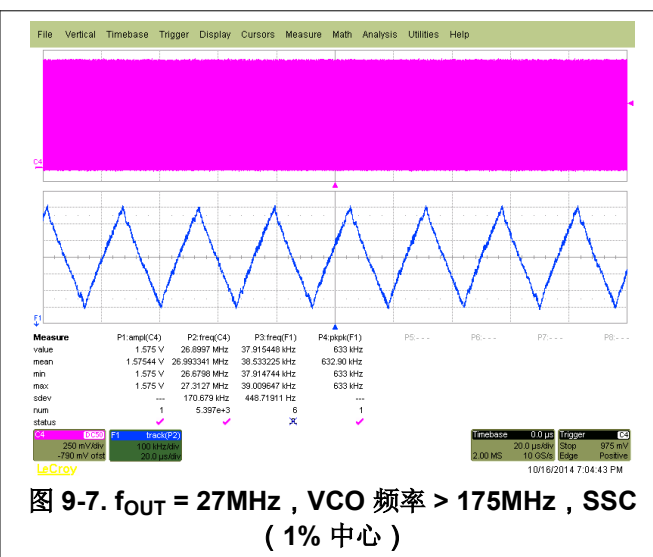 File Vertical Timebase Trigger Display Cursors Measure Math Analysis Utilities Help
C4
F1
Measure P1:ampl(C4) P2:freq(C4) P3:freq(F1) P4:pkpk(F1) P5:--- P6:--- P7:--- P8:---
value 1.575 V 26.8997 MHz 37.915448 kHz 633 kHz
mean 1.57544 V 26.993341 MHz 38.533225 kHz 632.90 kHz
min 1.575 V 26.6798 MHz 37.914744 kHz 633 kHz
max 1.575 V 27.3127 MHz 39.009647 kHz 633 kHz
sdev --- 170.679 kHz 448.71911 Hz ---
num 1 5.397e+3 6 1
status
C4 DC50 F1 track(P2) Timebase 0.0 µs Trigger C4
250 mV/div 100 kHz/div 20.0 µs/div Stop 975 mV
-790 mV ofst 20.0 µs/div 2.00 MS 10 GS/s Edge Positive
LeCroy 10/16/2014 7:04:43 PM
图 9-7. fOUT = 27MHz，VCO 频率 > 175MHz，SSC
（1% 中心）